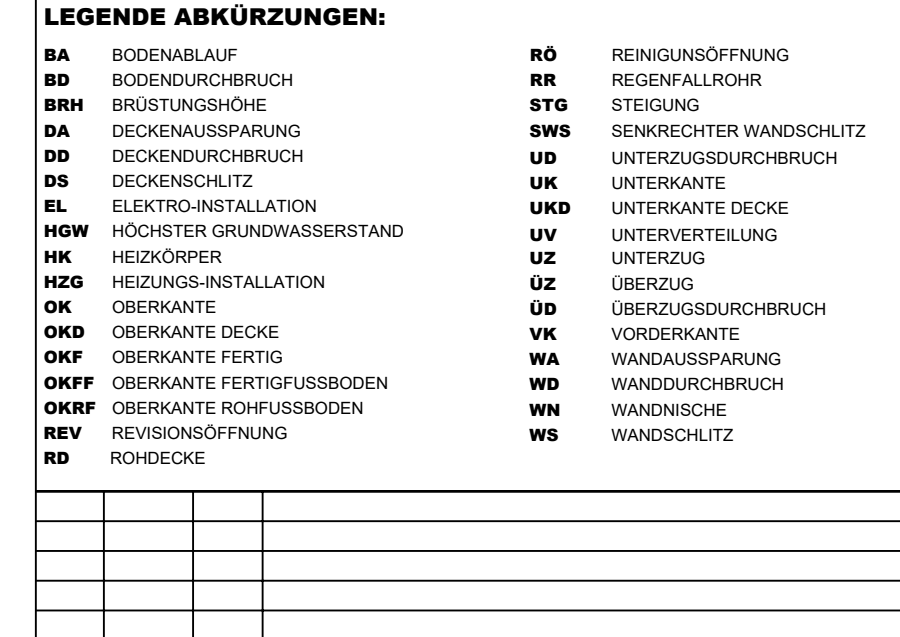 LEGENDE ABKÜRZUNGEN:
BA BODENABLAUF
BD BODENDURCHBRUCH
BRH BRÜSTUNGSHÖHE
DA DECKENAUSSPARUNG
DD DECKENDURCHBRUCH
DS DECKENSCHLITZ
EL ELEKTRO-INSTALLATION
HGW HÖCHSTER GRUNDWASSERSTAND
HK HEIZKÖRPER
HZG HEIZUNGS-INSTALLATION
OK OBERKANTE
OKD OBERKANTE DECKE
OKF OBERKANTE FERTIG
OKFF OBERKANTE FERTIGFUSSBODEN
OKRF OBERKANTE ROHFUSSBODEN
REV REVISIONSÖFFNUNG
RD ROHDECKE
RÖ REINIGUNSÖFFNUNG
RR REGENFALLROHR
STG STEIGUNG
SWS SENKRECHTER WANDSCHLITZ
UD UNTERZUGSDURCHBRUCH
UK UNTERKANTE
UKD UNTERKANTE DECKE
UV UNTERVERTEILUNG
UZ UNTERZUG
ÜZ ÜBERZUG
ÜD ÜBERZUGSDURCHBRUCH
VK VORDERKANTE
WA WANDAUSSPARUNG
WD WANDDURCHBRUCH
WN WANDNISCHE
WS WANDSCHLITZ